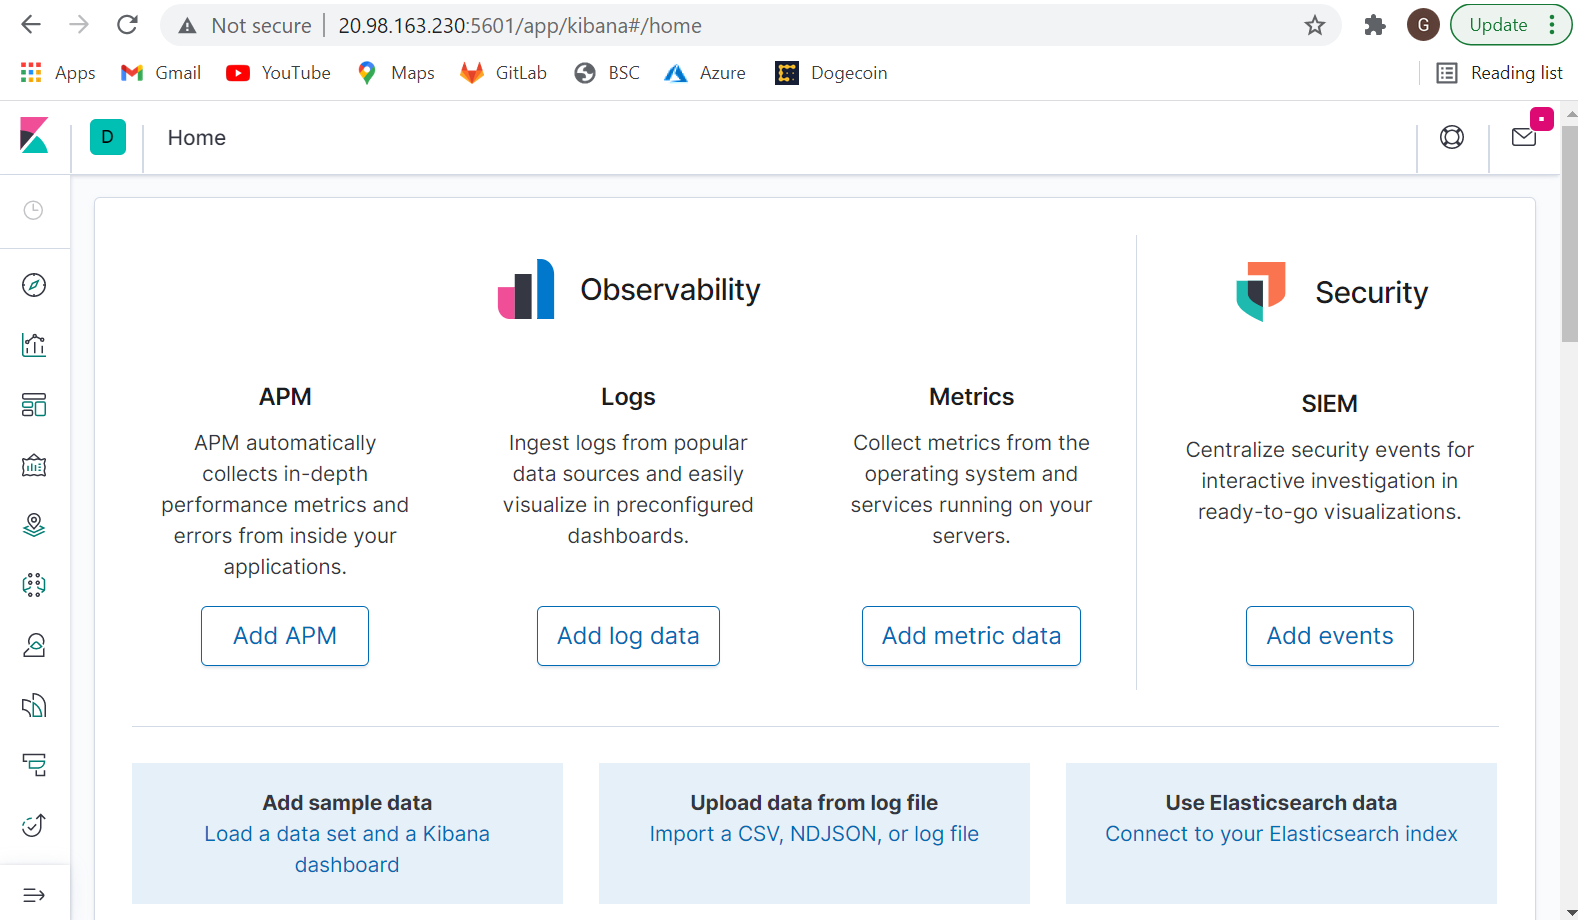 Not secure | 20.98.163.230:5601/app/kibana#/home
G
Update
Apps
Gmail
YouTube
Maps
GitLab
BSC
Azure
Dogecoin
Reading list
D
Home
Observability
APM
APM automatically
collects in-depth
performance metrics and
errors from inside your
applications.
Add APM
Logs
Ingest logs from popular
data sources and easily
visualize in preconfigured
dashboards.
Add log data
Metrics
Collect metrics from the
operating system and
services running on your
servers.
Add metric data
Security
SIEM
Centralize security events for
interactive investigation in
ready-to-go visualizations.
Add events
Add sample data
Load a data set and a Kibana
dashboard
Upload data from log file
Import a CSV, NDJSON, or log file
Use Elasticsearch data
Connect to your Elasticsearch index